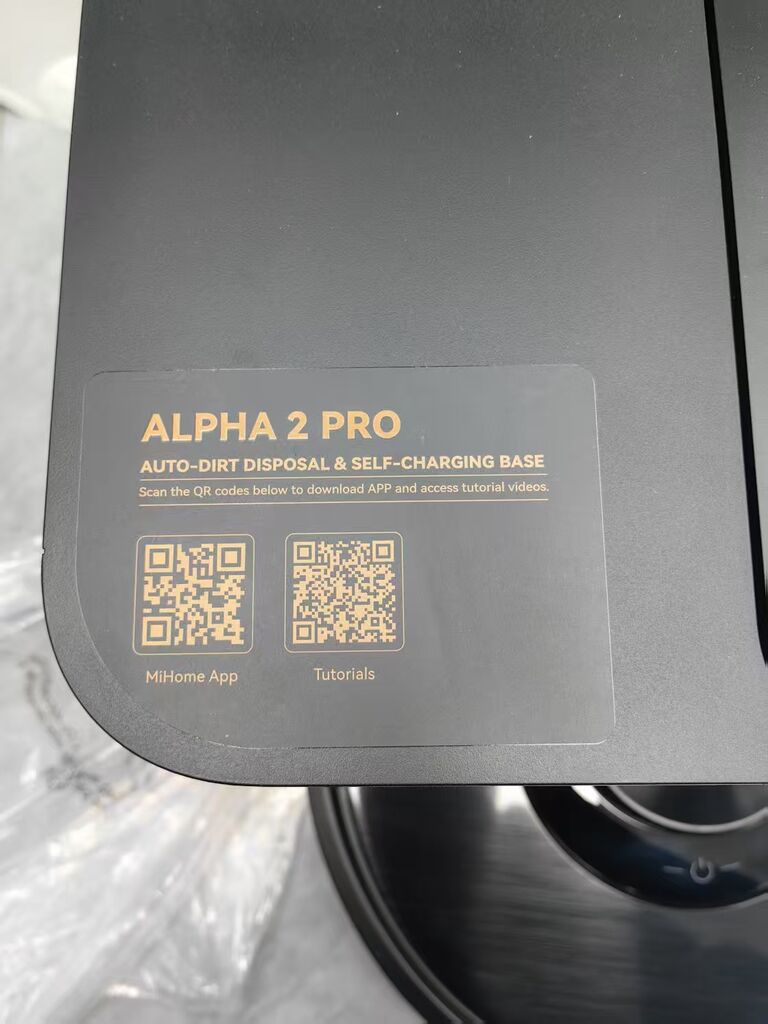 ALPHA 2 PRO
AUTO-DIRT DISPOSAL & SELF-CHARGING BASE
Scan the QR codes below to download APP and access tutorial videos.
MiHome App
Tutorials